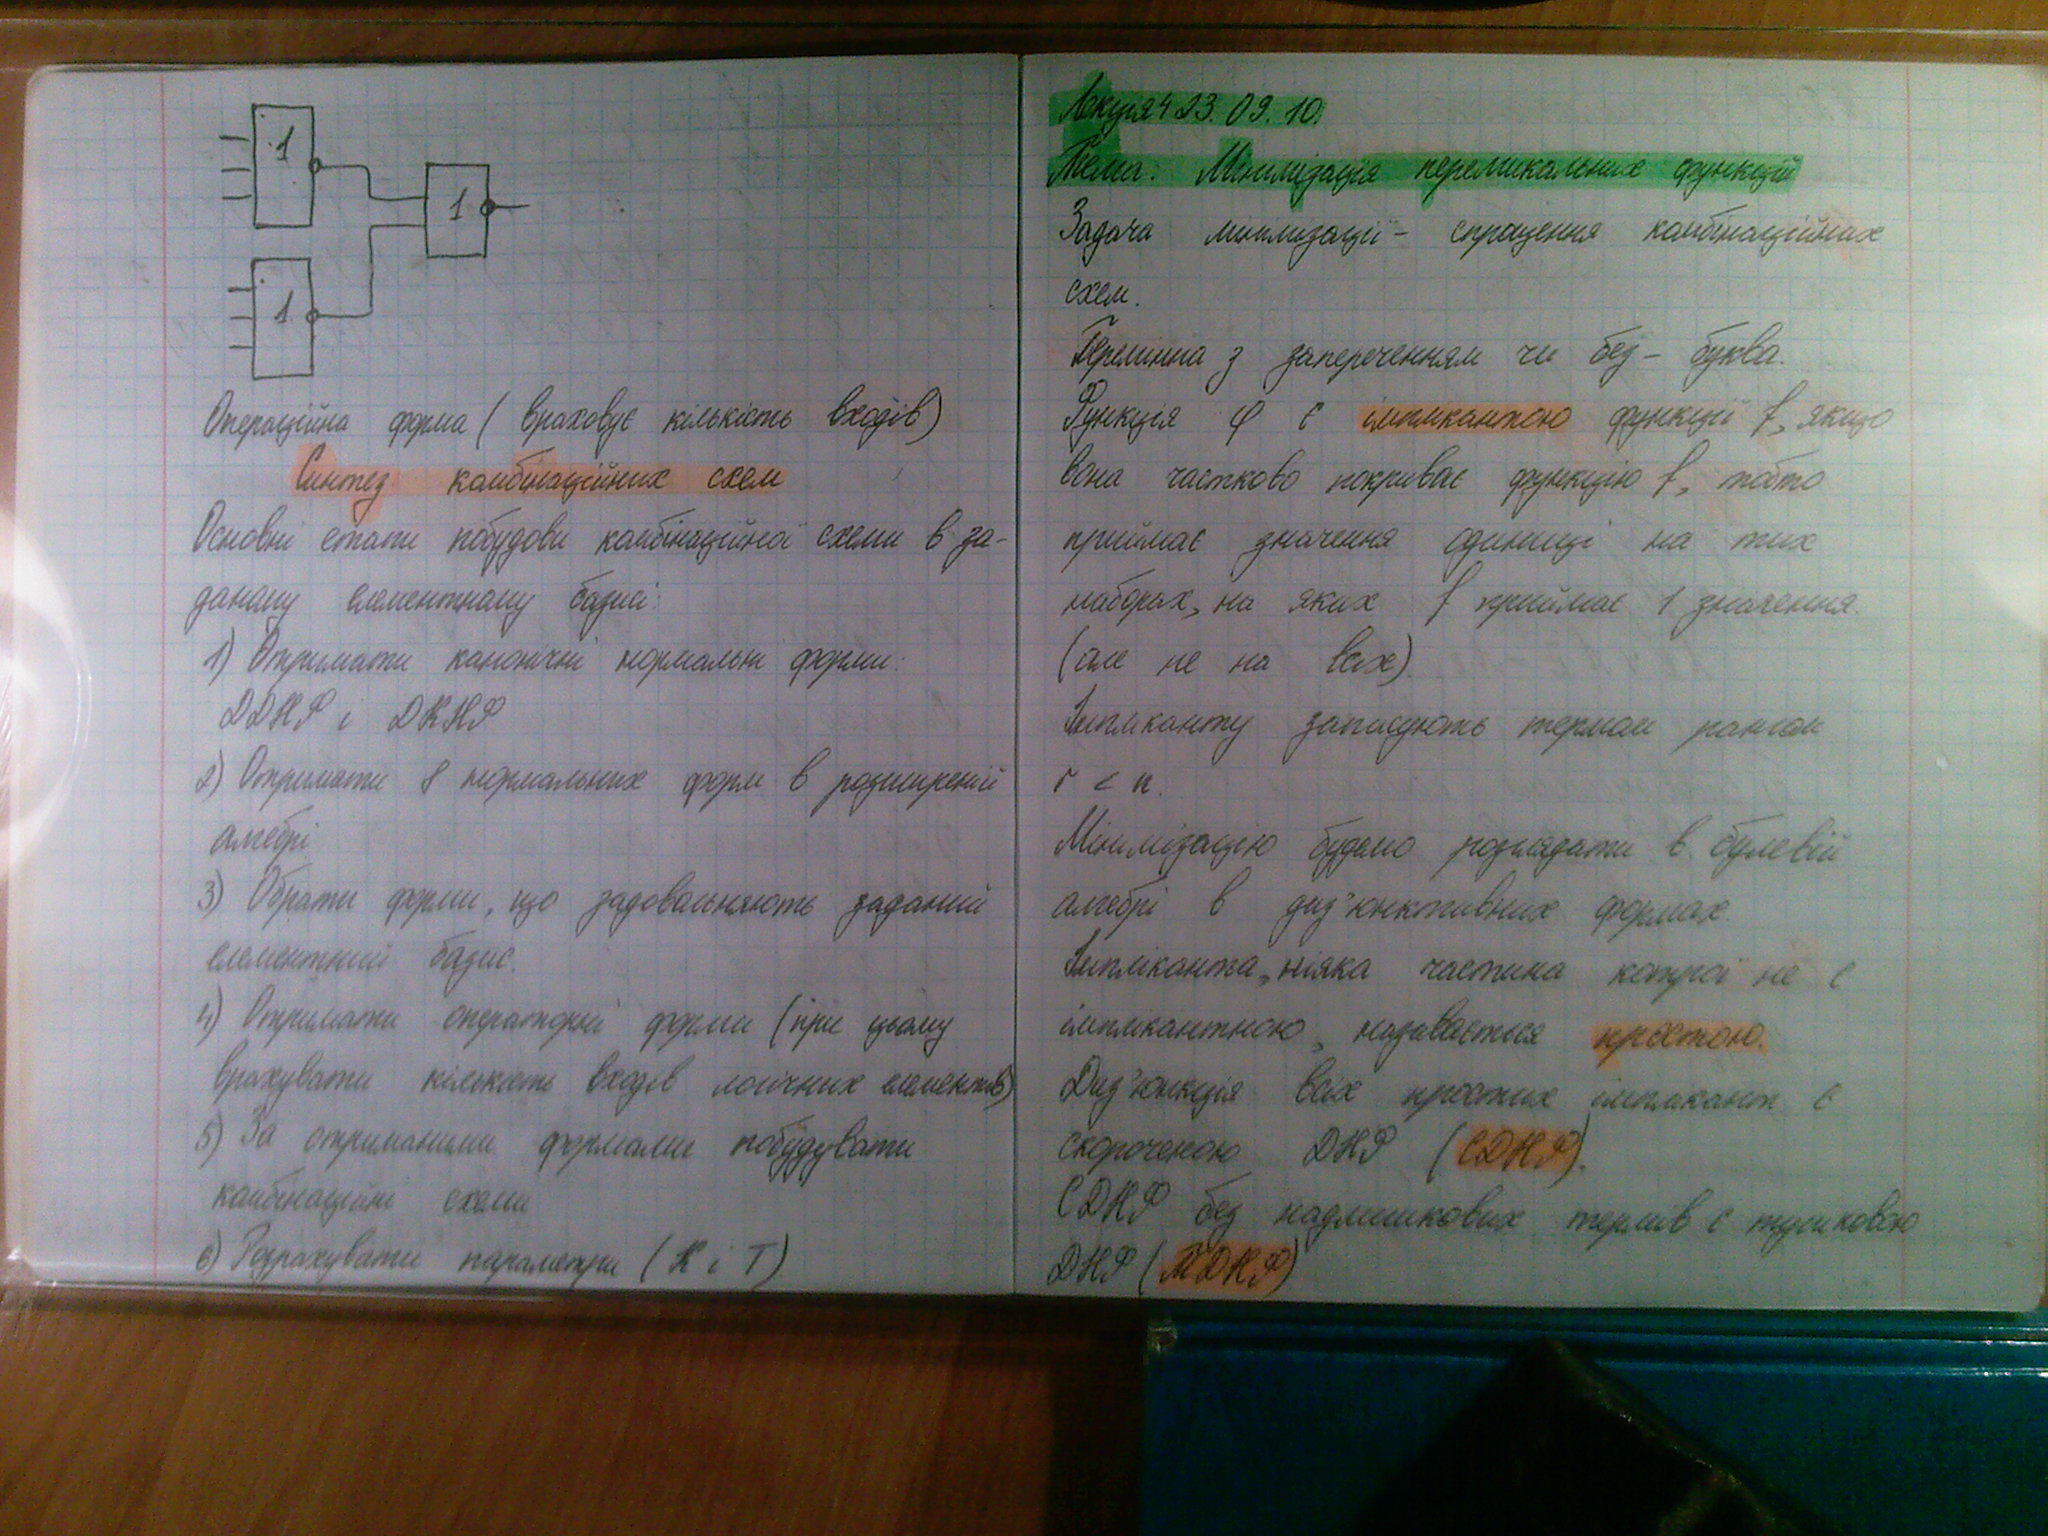 1
1
1
Операційна форма (враховує кількість входів)
Синтез комбінаційних схем
Основні етапи побудови комбінаційної схеми в за-
даному елементному базисі:
1) Отримати канонічні нормальні форми:
ДДНФ і ДКНФ
2) Отримати 8 нормальних форм в розширеній
алгебрі
3) Обрати форми, що задовольняють заданий
елементний базис.
4) Отримати операторні форми (при цьому
врахувати кількість входів логічних елементів)
5) За отриманими формами побудувати
комбінаційні схеми
6) Розрахувати параметри (К і Т)
Лекція 4 23.09.10.
Тема: Мінімізація перемикальних функцій
Задача мінімізації - спрощення комбінаційних
схем.
Перемінна з запереченням чи без - буква.
Функція φ є імплікантою функції f, якщо
вона частково покриває функцію f, тобто
приймає значення одиниці на тих
наборах, на яких f приймає 1 значення.
(але не на всіх).
Імпліканту записують термом рангом
r < n.
Мінімізацію будемо розглядати в булевій
алгебрі в диз'юнктивних формах.
Імпліканта, ніяка частина котрої не є
імплікантною, називається простою.
Диз'юнкція всіх простих імплікант є
скороченою ДНФ (СДНФ).
СДНФ без надлишкових термів є тупиковою
ДНФ (ТДНФ)